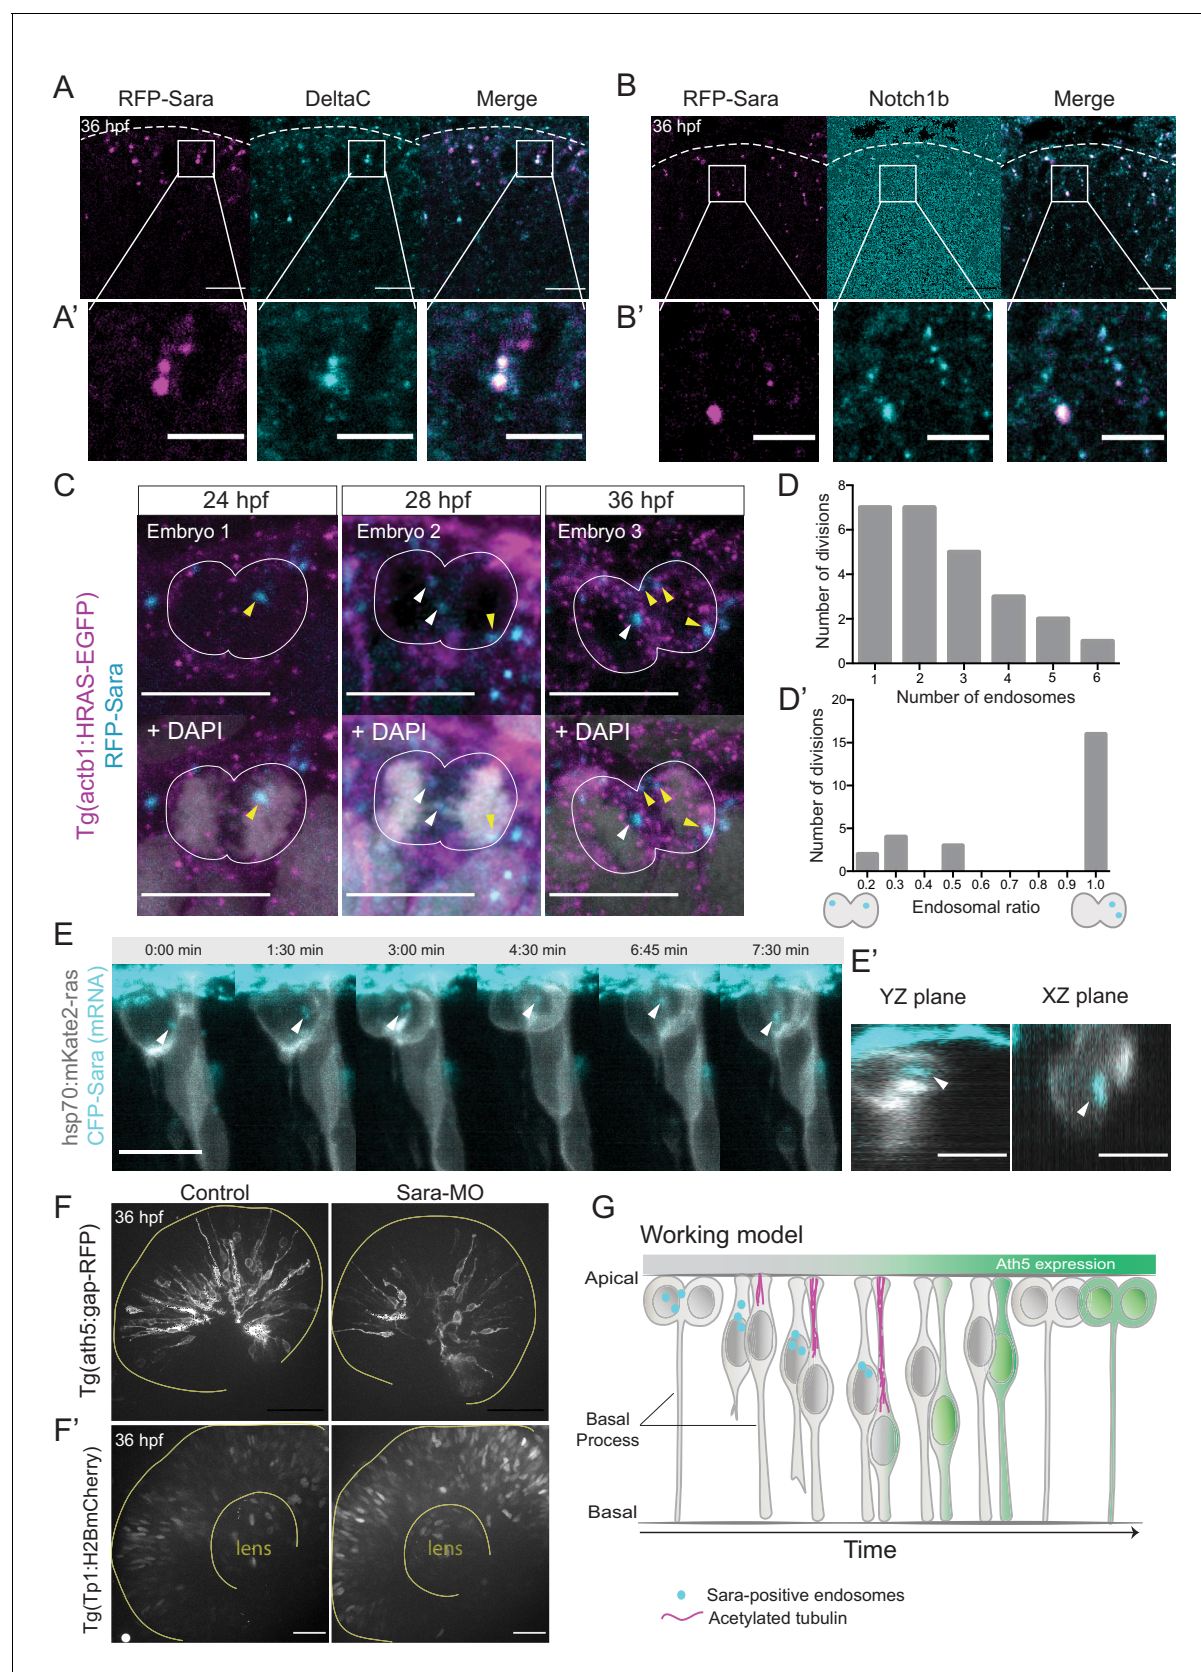 A
RFP-Sara DeltaC Merge
36 hpf
A'
B
RFP-Sara Notch1b Merge
36 hpf
B'
C
24 hpf 28 hpf 36 hpf
Embryo 1 Embryo 2 Embryo 3
+ DAPI + DAPI + DAPI
Tg(actb1:HRAS-EGFP)
RFP-Sara
D
Number of divisions
8
6
4
2
0
1 2 3 4 5 6
Number of endosomes
D'
Number of divisions
20
15
10
5
0
0.2 0.3 0.4 0.5 0.6 0.7 0.8 0.9 1.0
Endosomal ratio
E
0:00 min 1:30 min 3:00 min 4:30 min 6:45 min 7:30 min
hsp70:mKate2-ras
CFP-Sara (mRNA)
E'
YZ plane XZ plane
F
Control Sara-MO
36 hpf
Tg(ath5:gap-RFP)
F'
36 hpf
lens lens
Tg(Tp1:H2BmCherry)
G
Working model
Ath5 expression
Apical
Basal
Process
Basal
Time
Sara-positive endosomes
Acetylated tubulin